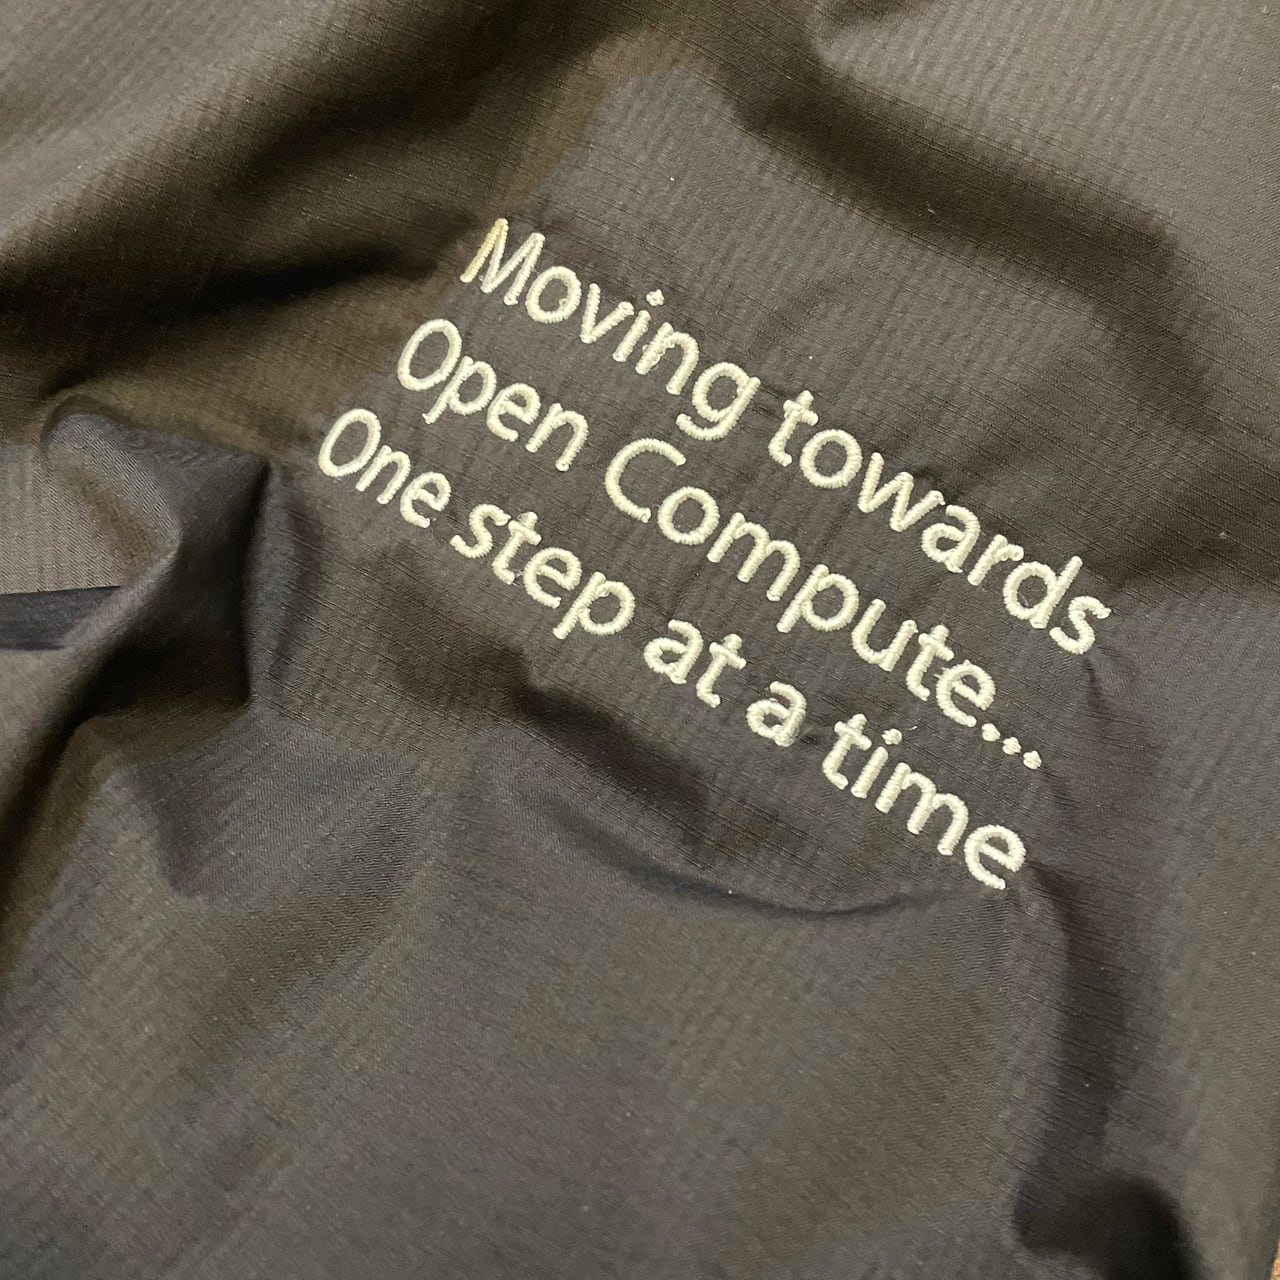 Moving towards
Open Compute...
One step at a time